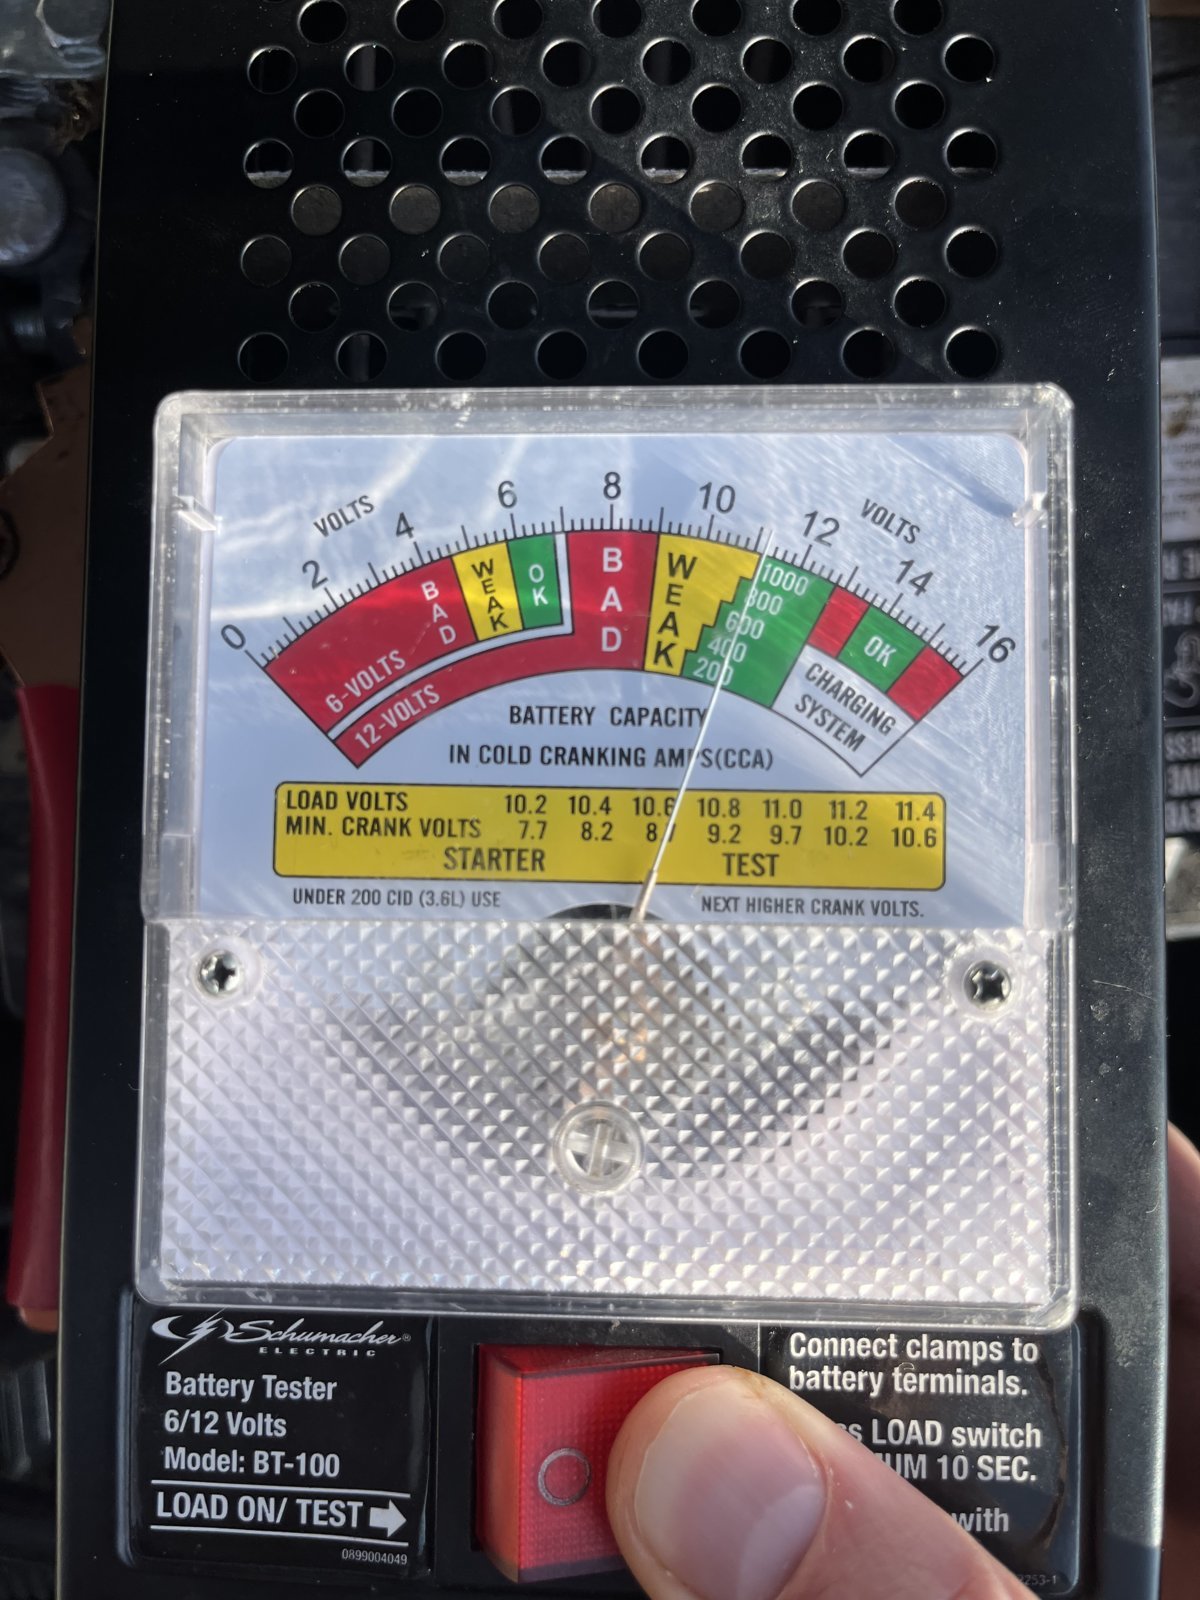 VOLTS
VOLTS
0 2 4 6 8 10 12 14 16
BAD
WEAK
OK
BAD
WEAK
1000
800
600
400
200
OK
6-VOLTS
12-VOLTS
CHARGING
SYSTEM
BATTERY CAPACITY
IN COLD CRANKING AMPS(CCA)
LOAD VOLTS 10.2 10.4 10.6 10.8 11.0 11.2 11.4
MIN. CRANK VOLTS 7.7 8.2 8.7 9.2 9.7 10.2 10.6
STARTER TEST
UNDER 200 CID (3.6L) USE NEXT HIGHER CRANK VOLTS.
Schumacher®
ELECTRIC
Battery Tester
6/12 Volts
Model: BT-100
LOAD ON/ TEST
0899004049
Connect clamps to
battery terminals.
LOAD switch
10 SEC.
with